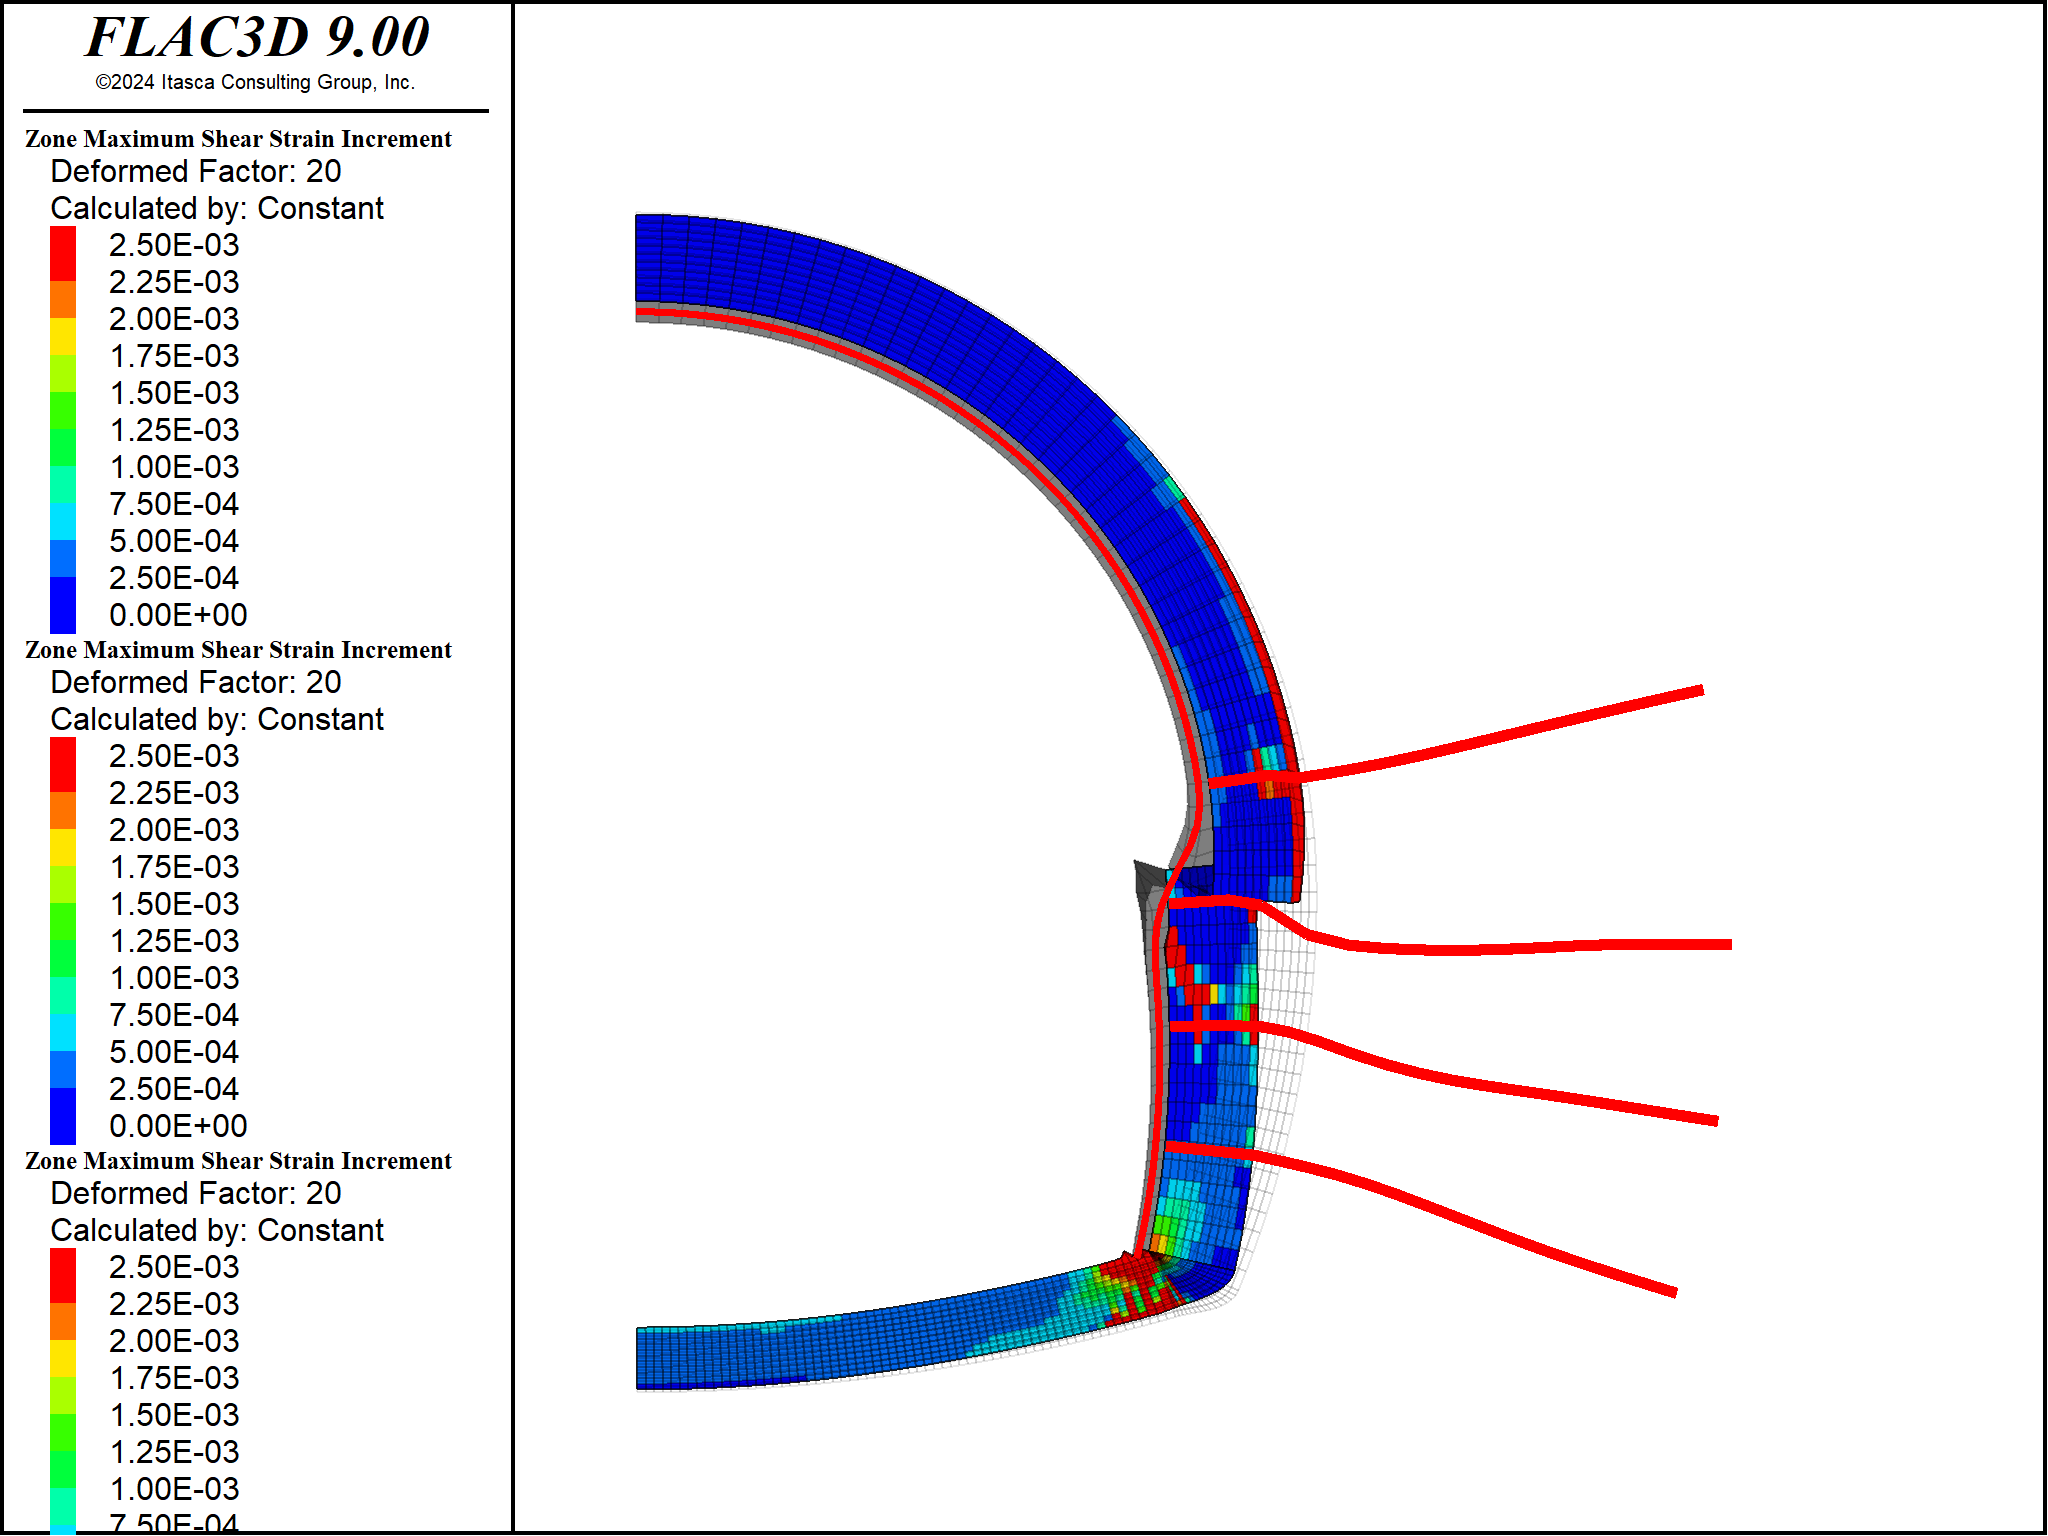 FLAC3D 9.00
©2024 Itasca Consulting Group, Inc.
Zone Maximum Shear Strain Increment
Deformed Factor: 20
Calculated by: Constant
2.50E-03
2.25E-03
2.00E-03
1.75E-03
1.50E-03
1.25E-03
1.00E-03
7.50E-04
5.00E-04
2.50E-04
0.00E+00
Zone Maximum Shear Strain Increment
Deformed Factor: 20
Calculated by: Constant
2.50E-03
2.25E-03
2.00E-03
1.75E-03
1.50E-03
1.25E-03
1.00E-03
7.50E-04
5.00E-04
2.50E-04
0.00E+00
Zone Maximum Shear Strain Increment
Deformed Factor: 20
Calculated by: Constant
2.50E-03
2.25E-03
2.00E-03
1.75E-03
1.50E-03
1.25E-03
1.00E-03
7.50E-04